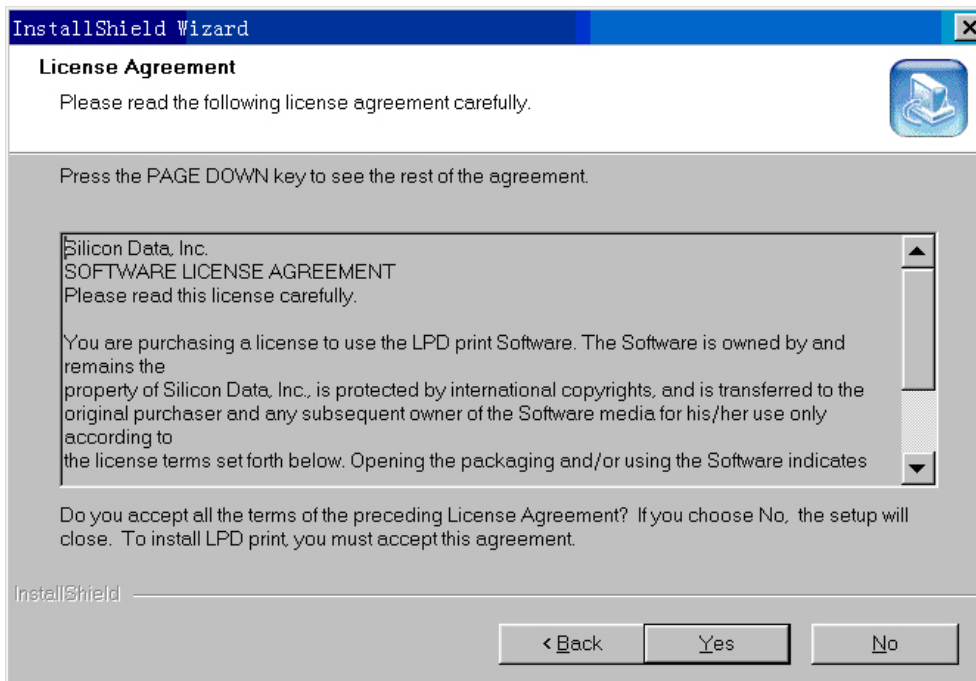 InstallShield Wizard
License Agreement
Please read the following license agreement carefully.
Press the PAGE DOWN key to see the rest of the agreement.
Silicon Data, Inc.
SOFTWARE LICENSE AGREEMENT
Please read this license carefully.
You are purchasing a license to use the LPD print Software. The Software is owned by and
remains the
property of Silicon Data, Inc., is protected by international copyrights, and is transferred to the
original purchaser and any subsequent owner of the Software media for his/her use only
according to
the license terms set forth below. Opening the packaging and/or using the Software indicates
Do you accept all the terms of the preceding License Agreement? If you choose No, the setup will
close. To install LPD print, you must accept this agreement.
InstallShield
< Back
Yes
No